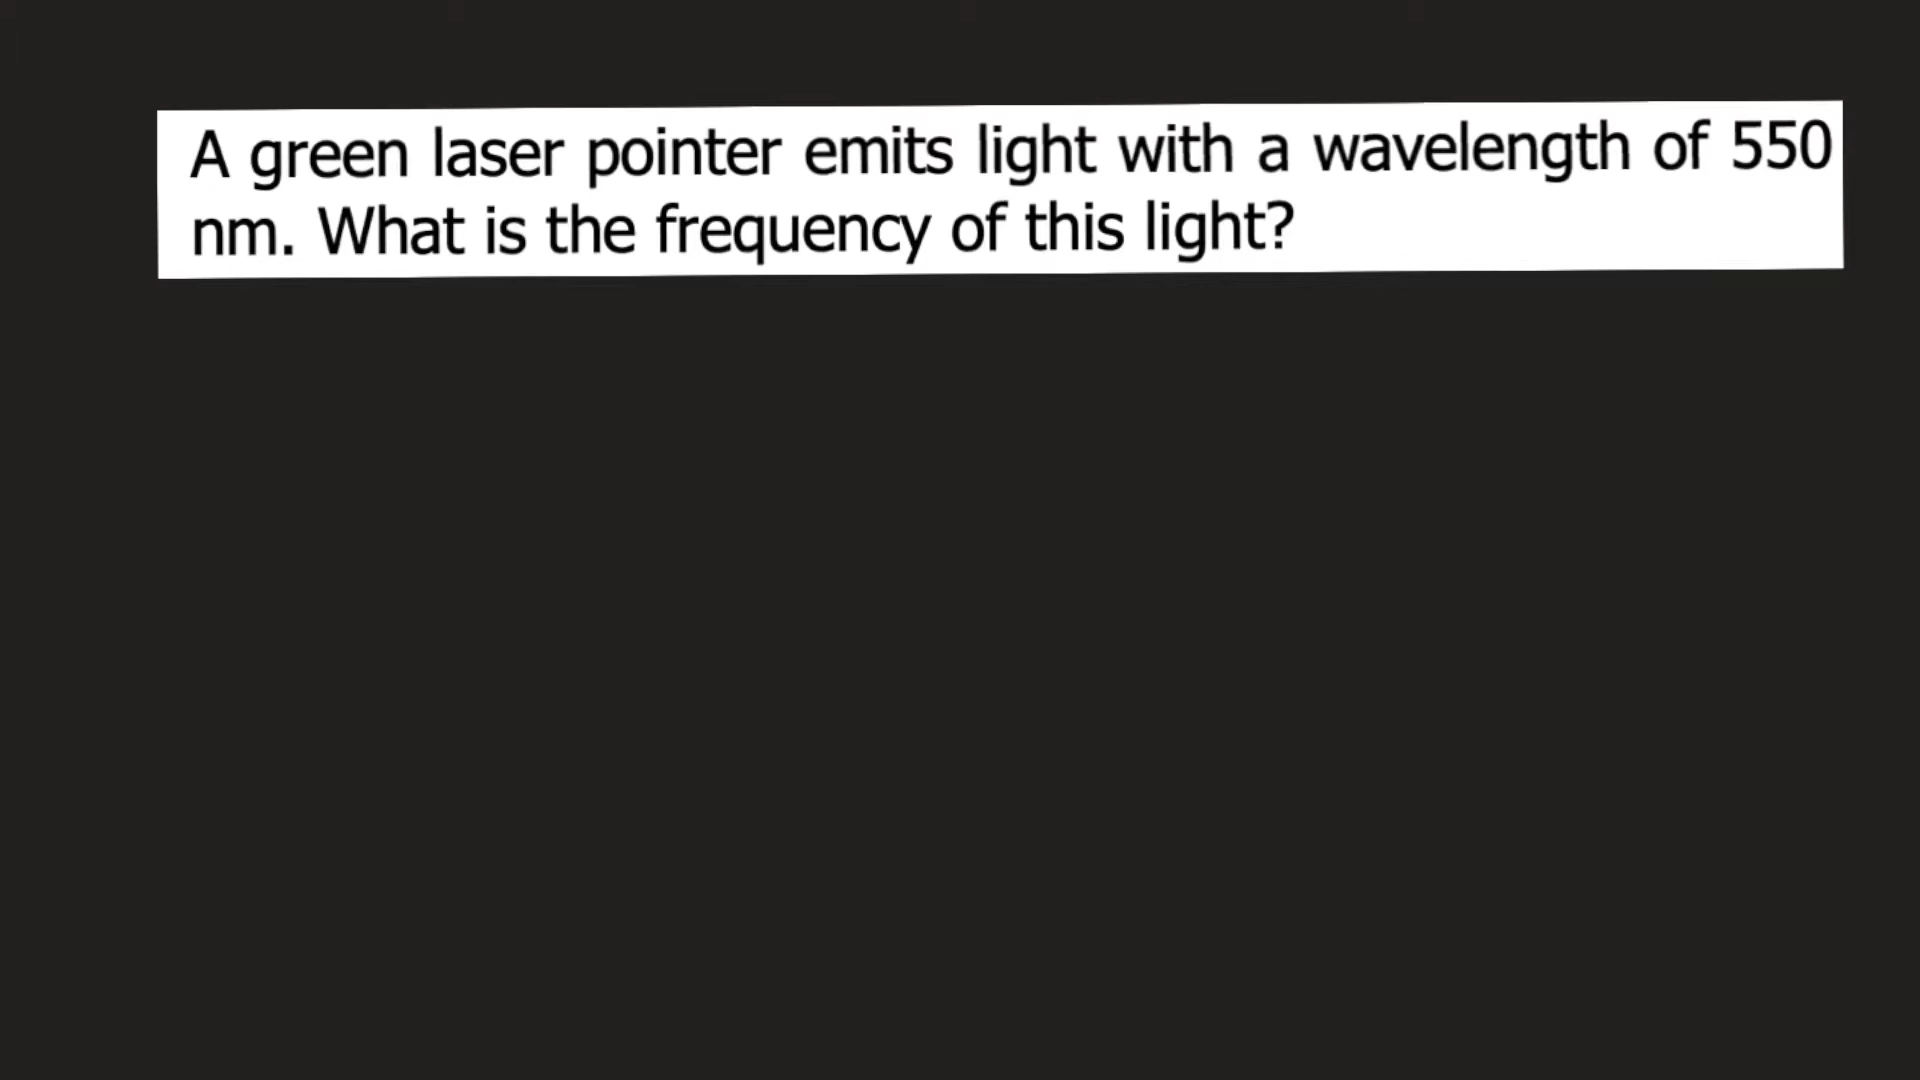 A green laser pointer emits light with a wavelength of 550
nm. What is the frequency of this light?